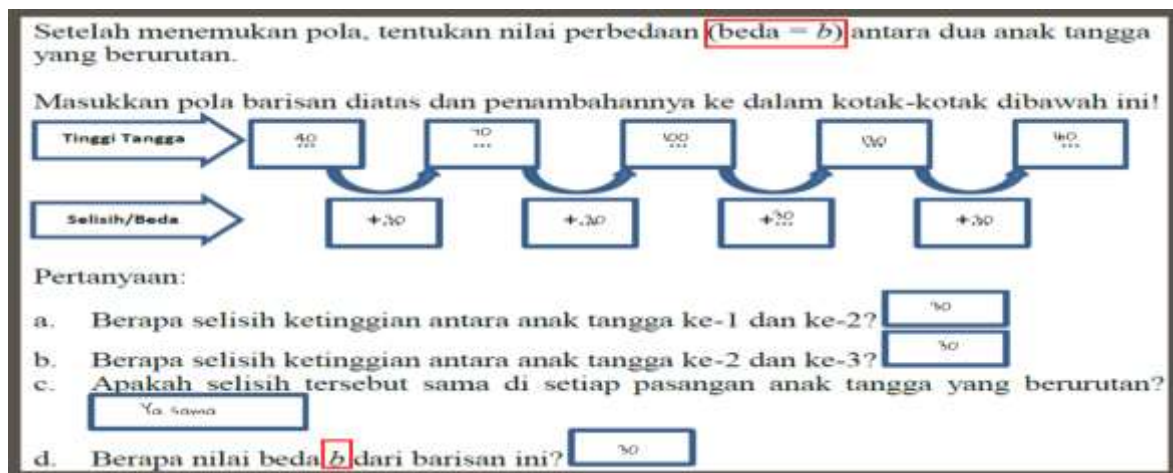 Setelah menemukan pola, tentukan nilai perbedaan (beda = b) antara dua anak tangga
yang berurutan.
Masukkan pola barisan diatas dan penambahannya ke dalam kotak-kotak dibawah ini!
Tinggi Tangga 40 70 100 130
Selisih/Beda +30 +30 +30 +30
Pertanyaan:
a. Berapa selisih ketinggian antara anak tangga ke-1 dan ke-2? 30
b. Berapa selisih ketinggian antara anak tangga ke-2 dan ke-3? 30
c. Apakah selisih tersebut sama di setiap pasangan anak tangga yang berurutan?
Ya sama
d. Berapa nilai beda b dari barisan ini? 30